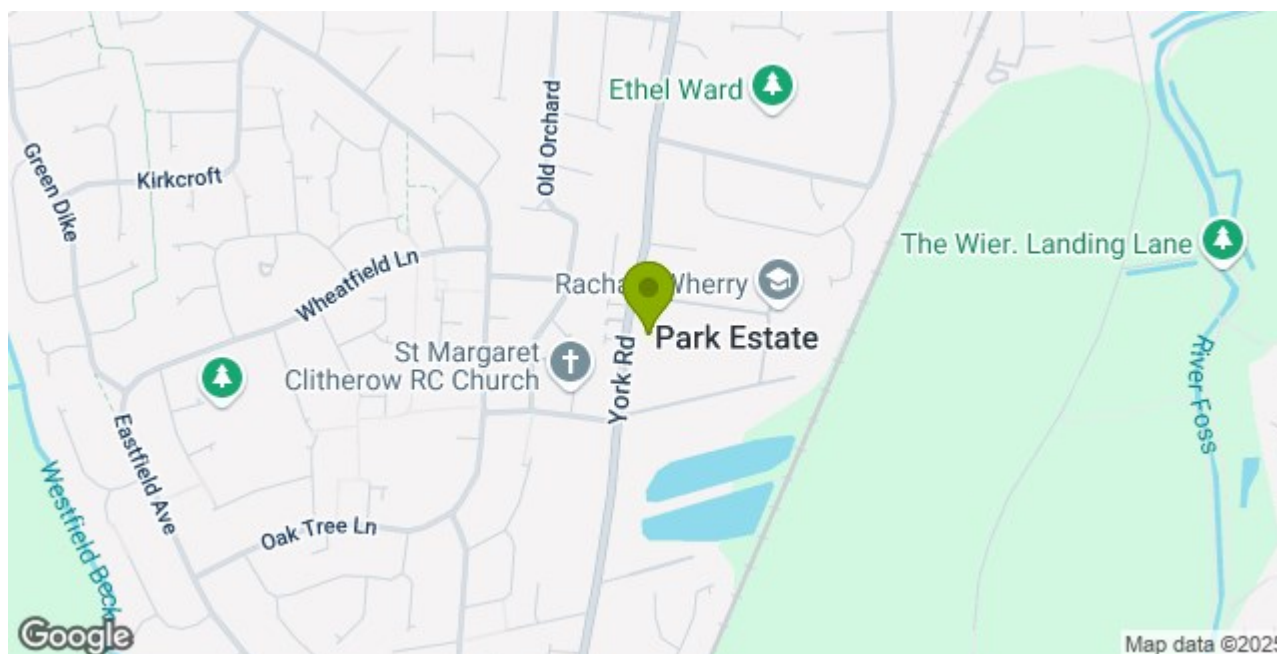 Ethel Ward
Old Orchard
Green Dike
Kirkcroft
The Wier. Landing Lane
Wheatfield Ln
Wherry
Park Estate
St Margaret
Clitherow RC Church
York Rd
River Foss
Eastfield Ave
Westfield Beck
Oak Tree Ln
Google
Map data ©2025